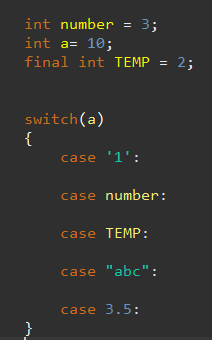 int number = 3;
int a= 10;
final int TEMP = 2;
switch(a)
{
case '1':
case number:
case TEMP:
case "abc":
case 3.5:
}